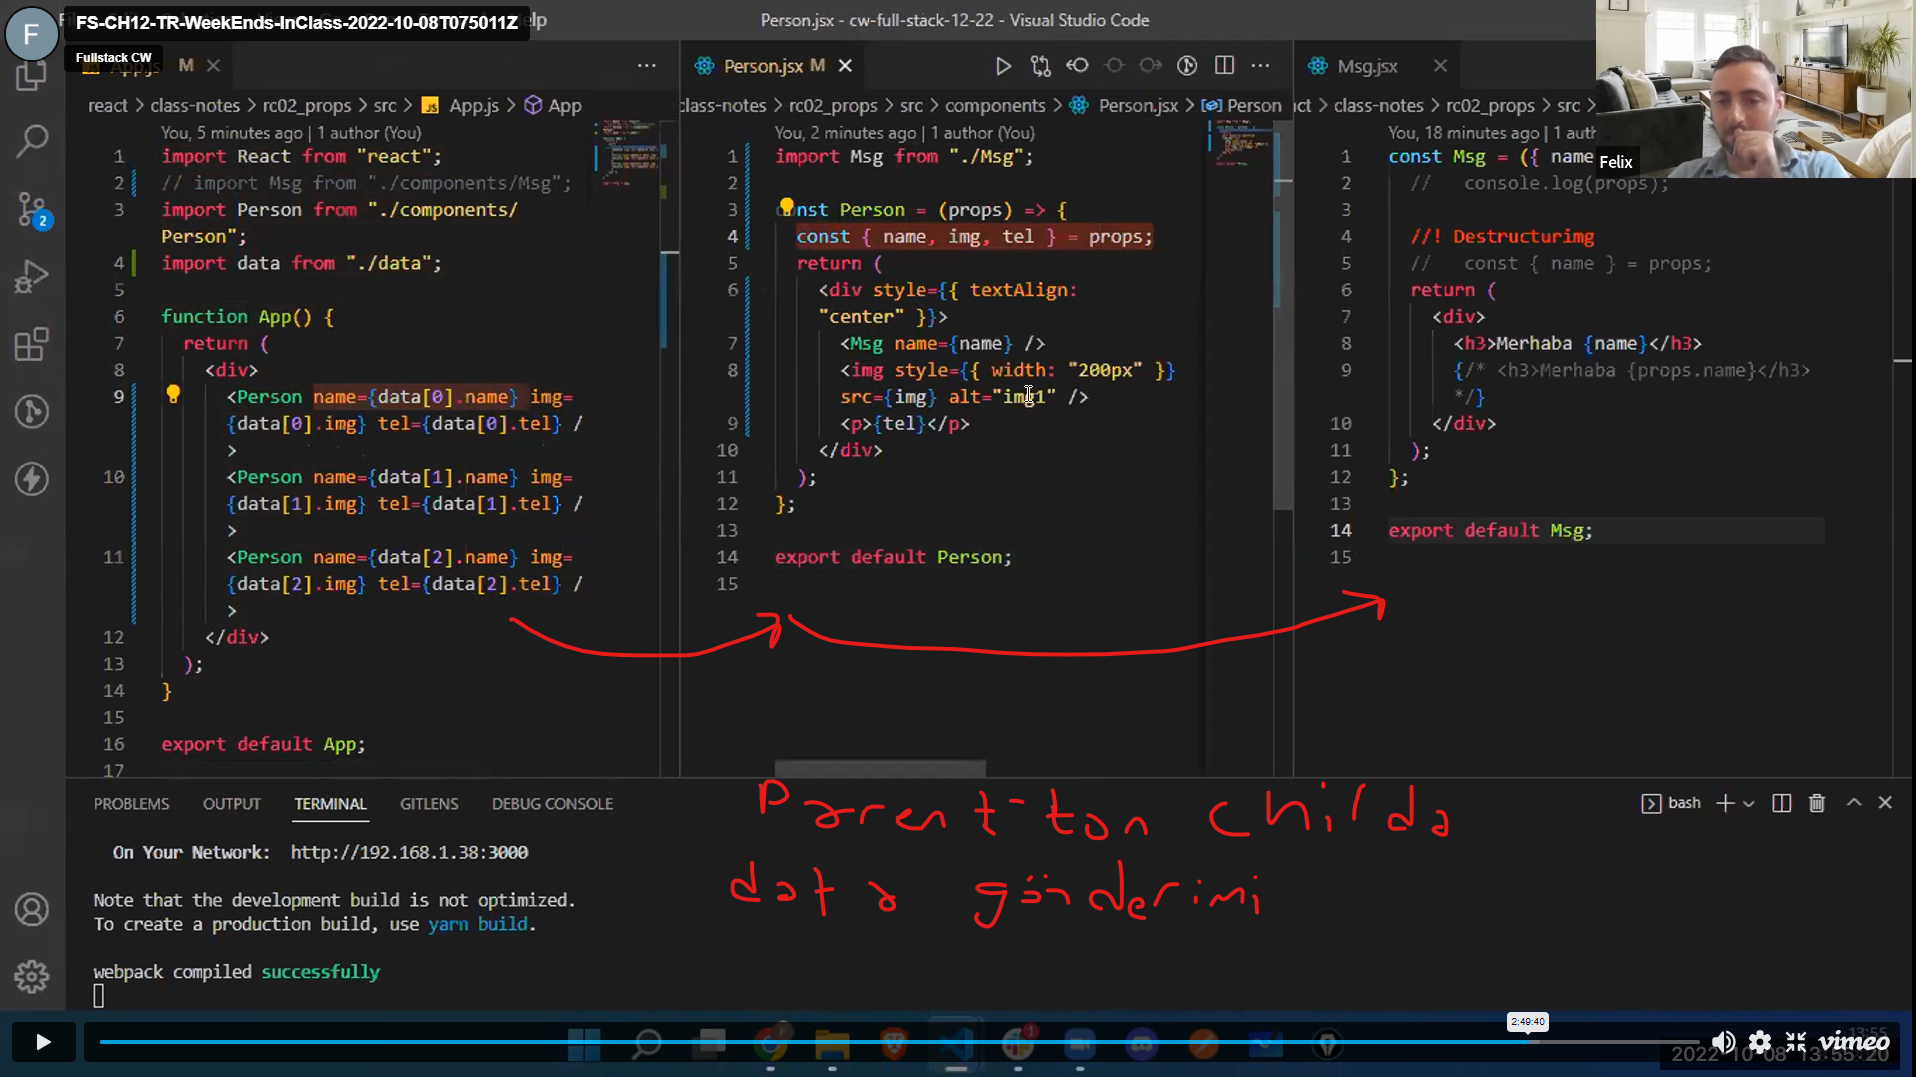 FS-CH12-TR-WeekEnds-InClass-2022-10-08T075011Z
Help
Person.jsx - cw-full-stack-12-22 - Visual Studio Code
F
Fullstack CW
App.js M
Person.jsx M
Msg.jsx
react > class-notes > rc02_props > src > App.js > App
class-notes > rc02_props > src > components > Person.jsx > Person
ct > class-notes > rc02_props > src >
Felix
You, 5 minutes ago | 1 author (You)
1 import React from "react";
2 // import Msg from "./components/Msg";
3 import Person from "./components/
Person";
4 import data from "./data";
5
6 function App() {
7 return (
8 <div>
9 <Person name={data[0].name} img=
{data[0].img} tel={data[0].tel} /
>
10 <Person name={data[1].name} img=
{data[1].img} tel={data[1].tel} /
>
11 <Person name={data[2].name} img=
{data[2].img} tel={data[2].tel} /
>
12 </div>
13 );
14 }
15
16 export default App;
17
You, 2 minutes ago | 1 author (You)
1 import Msg from "./Msg";
2
3 const Person = (props) => {
4 const { name, img, tel } = props;
5 return (
6 <div style={{ textAlign:
"center" }}>
7 <Msg name={name} />
8 <img style={{ width: "200px" }}
src={img} alt="img1" />
9 <p>{tel}</p>
10 </div>
11 );
12 };
13
14 export default Person;
15
You, 18 minutes ago | 1 auth
1 const Msg = ({ name
2 // console.log(props);
3
4 //! Destructurimg
5 // const { name } = props;
6 return (
7 <div>
8 <h3>Merhaba {name}</h3>
9 {/* <h3>Merhaba {props.name}</h3>
*/}
10 </div>
11 );
12 };
13
14 export default Msg;
15
2
Parent-ton childa
data gönderimi
PROBLEMS OUTPUT TERMINAL GITLENS DEBUG CONSOLE
bash
On Your Network: http://192.168.1.38:3000
Note that the development build is not optimized.
To create a production build, use yarn build.
webpack compiled successfully
2:49:40
F
1
13:55
vimeo
2022-10-08 13:55:20